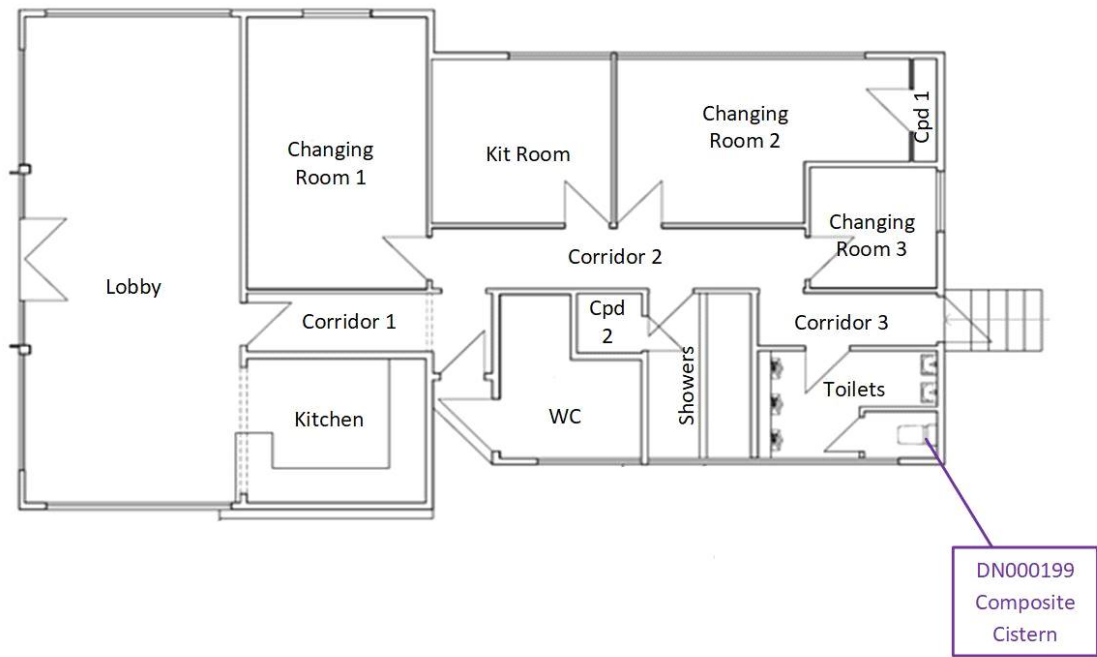 Changing
Room 1
Kit Room
Changing
Room 2
Cpd 1
Changing
Room 3
Corridor 2
Lobby
Corridor 1
Cpd
2
Corridor 3
Showers
Toilets
Kitchen
WC
DN000199
Composite
Cistern